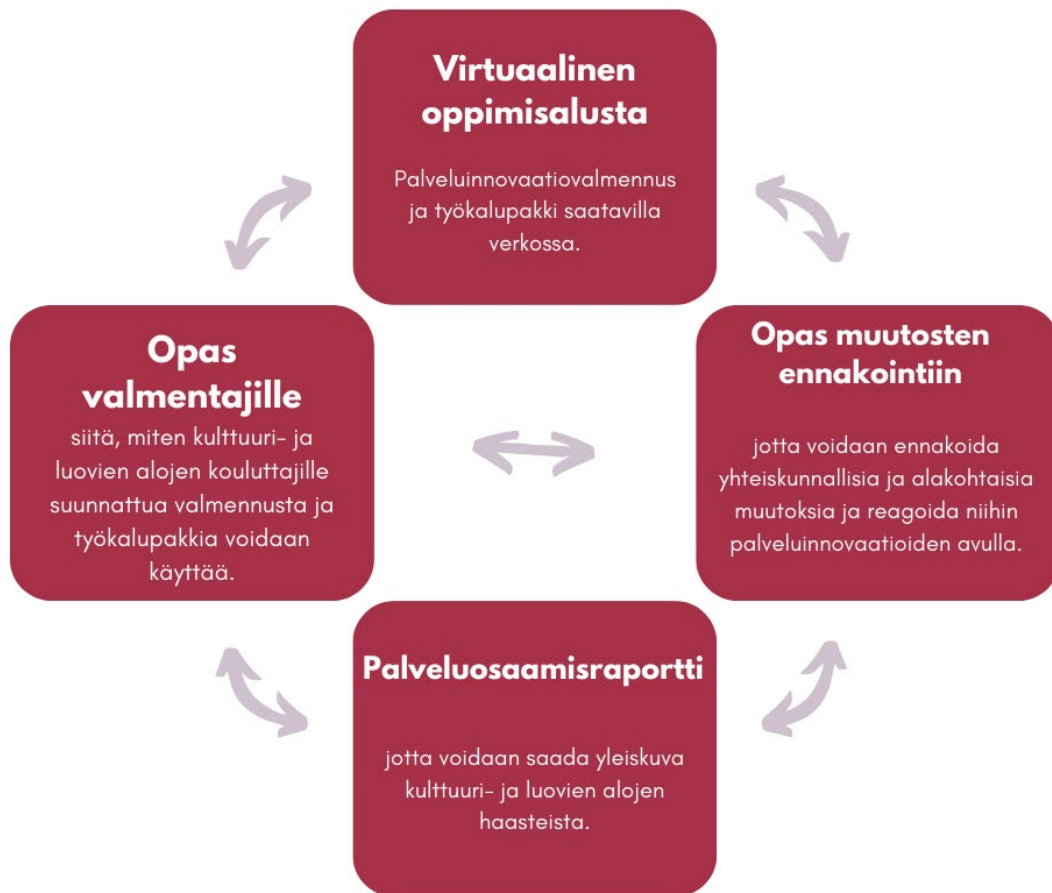 Virtuaalinen
oppimisalusta
Palveluinnovaatiovalmennus
ja työkalupakki saatavilla
verkossa.
Opas
valmentajille
siitä, miten kulttuuri- ja
luovien alojen kouluttajille
suunnattua valmennusta ja
työkalupakkia voidaan
käyttää.
Opas muutosten
ennakointiin
jotta voidaan ennakoida
yhteiskunnallisia ja alakohtaisia
muutoksia ja reagoida niihin
palveluinnovaatioiden avulla.
Palveluosaamisraportti
jotta voidaan saada yleiskuva
kulttuuri- ja luovien alojen
haasteista.